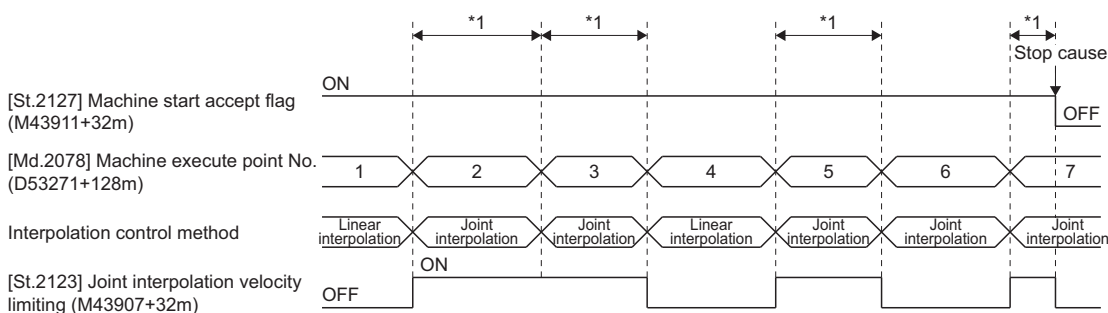 *1 *1 *1 *1
Stop cause
ON
[St.2127] Machine start accept flag
(M43911+32m)
OFF
[Md.2078] Machine execute point No.
(D53271+128m)
1 2 3 4 5 6 7
Interpolation control method
Linear interpolation
Joint interpolation
Joint interpolation
Linear interpolation
Joint interpolation
Joint interpolation
Joint interpolation
ON
[St.2123] Joint interpolation velocity
limiting (M43907+32m)
OFF